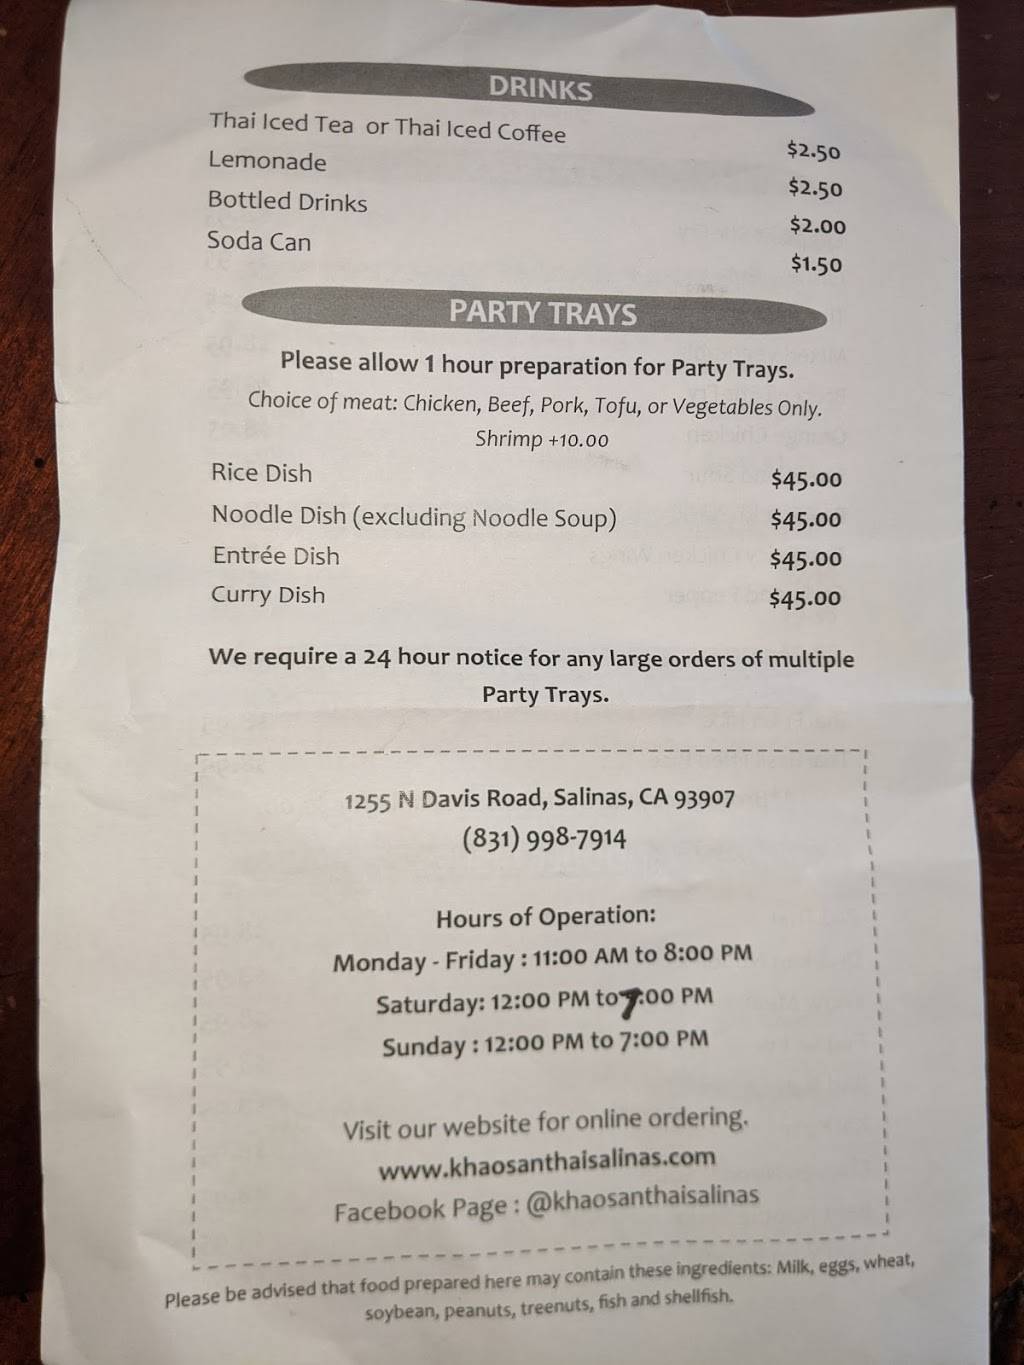 DRINKS
Thai Iced Tea or Thai Iced Coffee $2.50
Lemonade $2.50
Bottled Drinks $2.00
Soda Can $1.50
PARTY TRAYS
Please allow 1 hour preparation for Party Trays.
Choice of meat: Chicken, Beef, Pork, Tofu, or Vegetables Only.
Shrimp +10.00
Rice Dish $45.00
Noodle Dish (excluding Noodle Soup) $45.00
Entrée Dish $45.00
Curry Dish $45.00
We require a 24 hour notice for any large orders of multiple
Party Trays.
1255 N Davis Road, Salinas, CA 93907
(831) 998-7914
Hours of Operation:
Monday - Friday : 11:00 AM to 8:00 PM
Saturday: 12:00 PM to 7:00 PM
Sunday : 12:00 PM to 7:00 PM
Visit our website for online ordering.
www.khaosanthaisalinas.com
Facebook Page : @khaosanthaisalinas
Please be advised that food prepared here may contain these ingredients: Milk, eggs, wheat,
soybean, peanuts, treenuts, fish and shellfish.